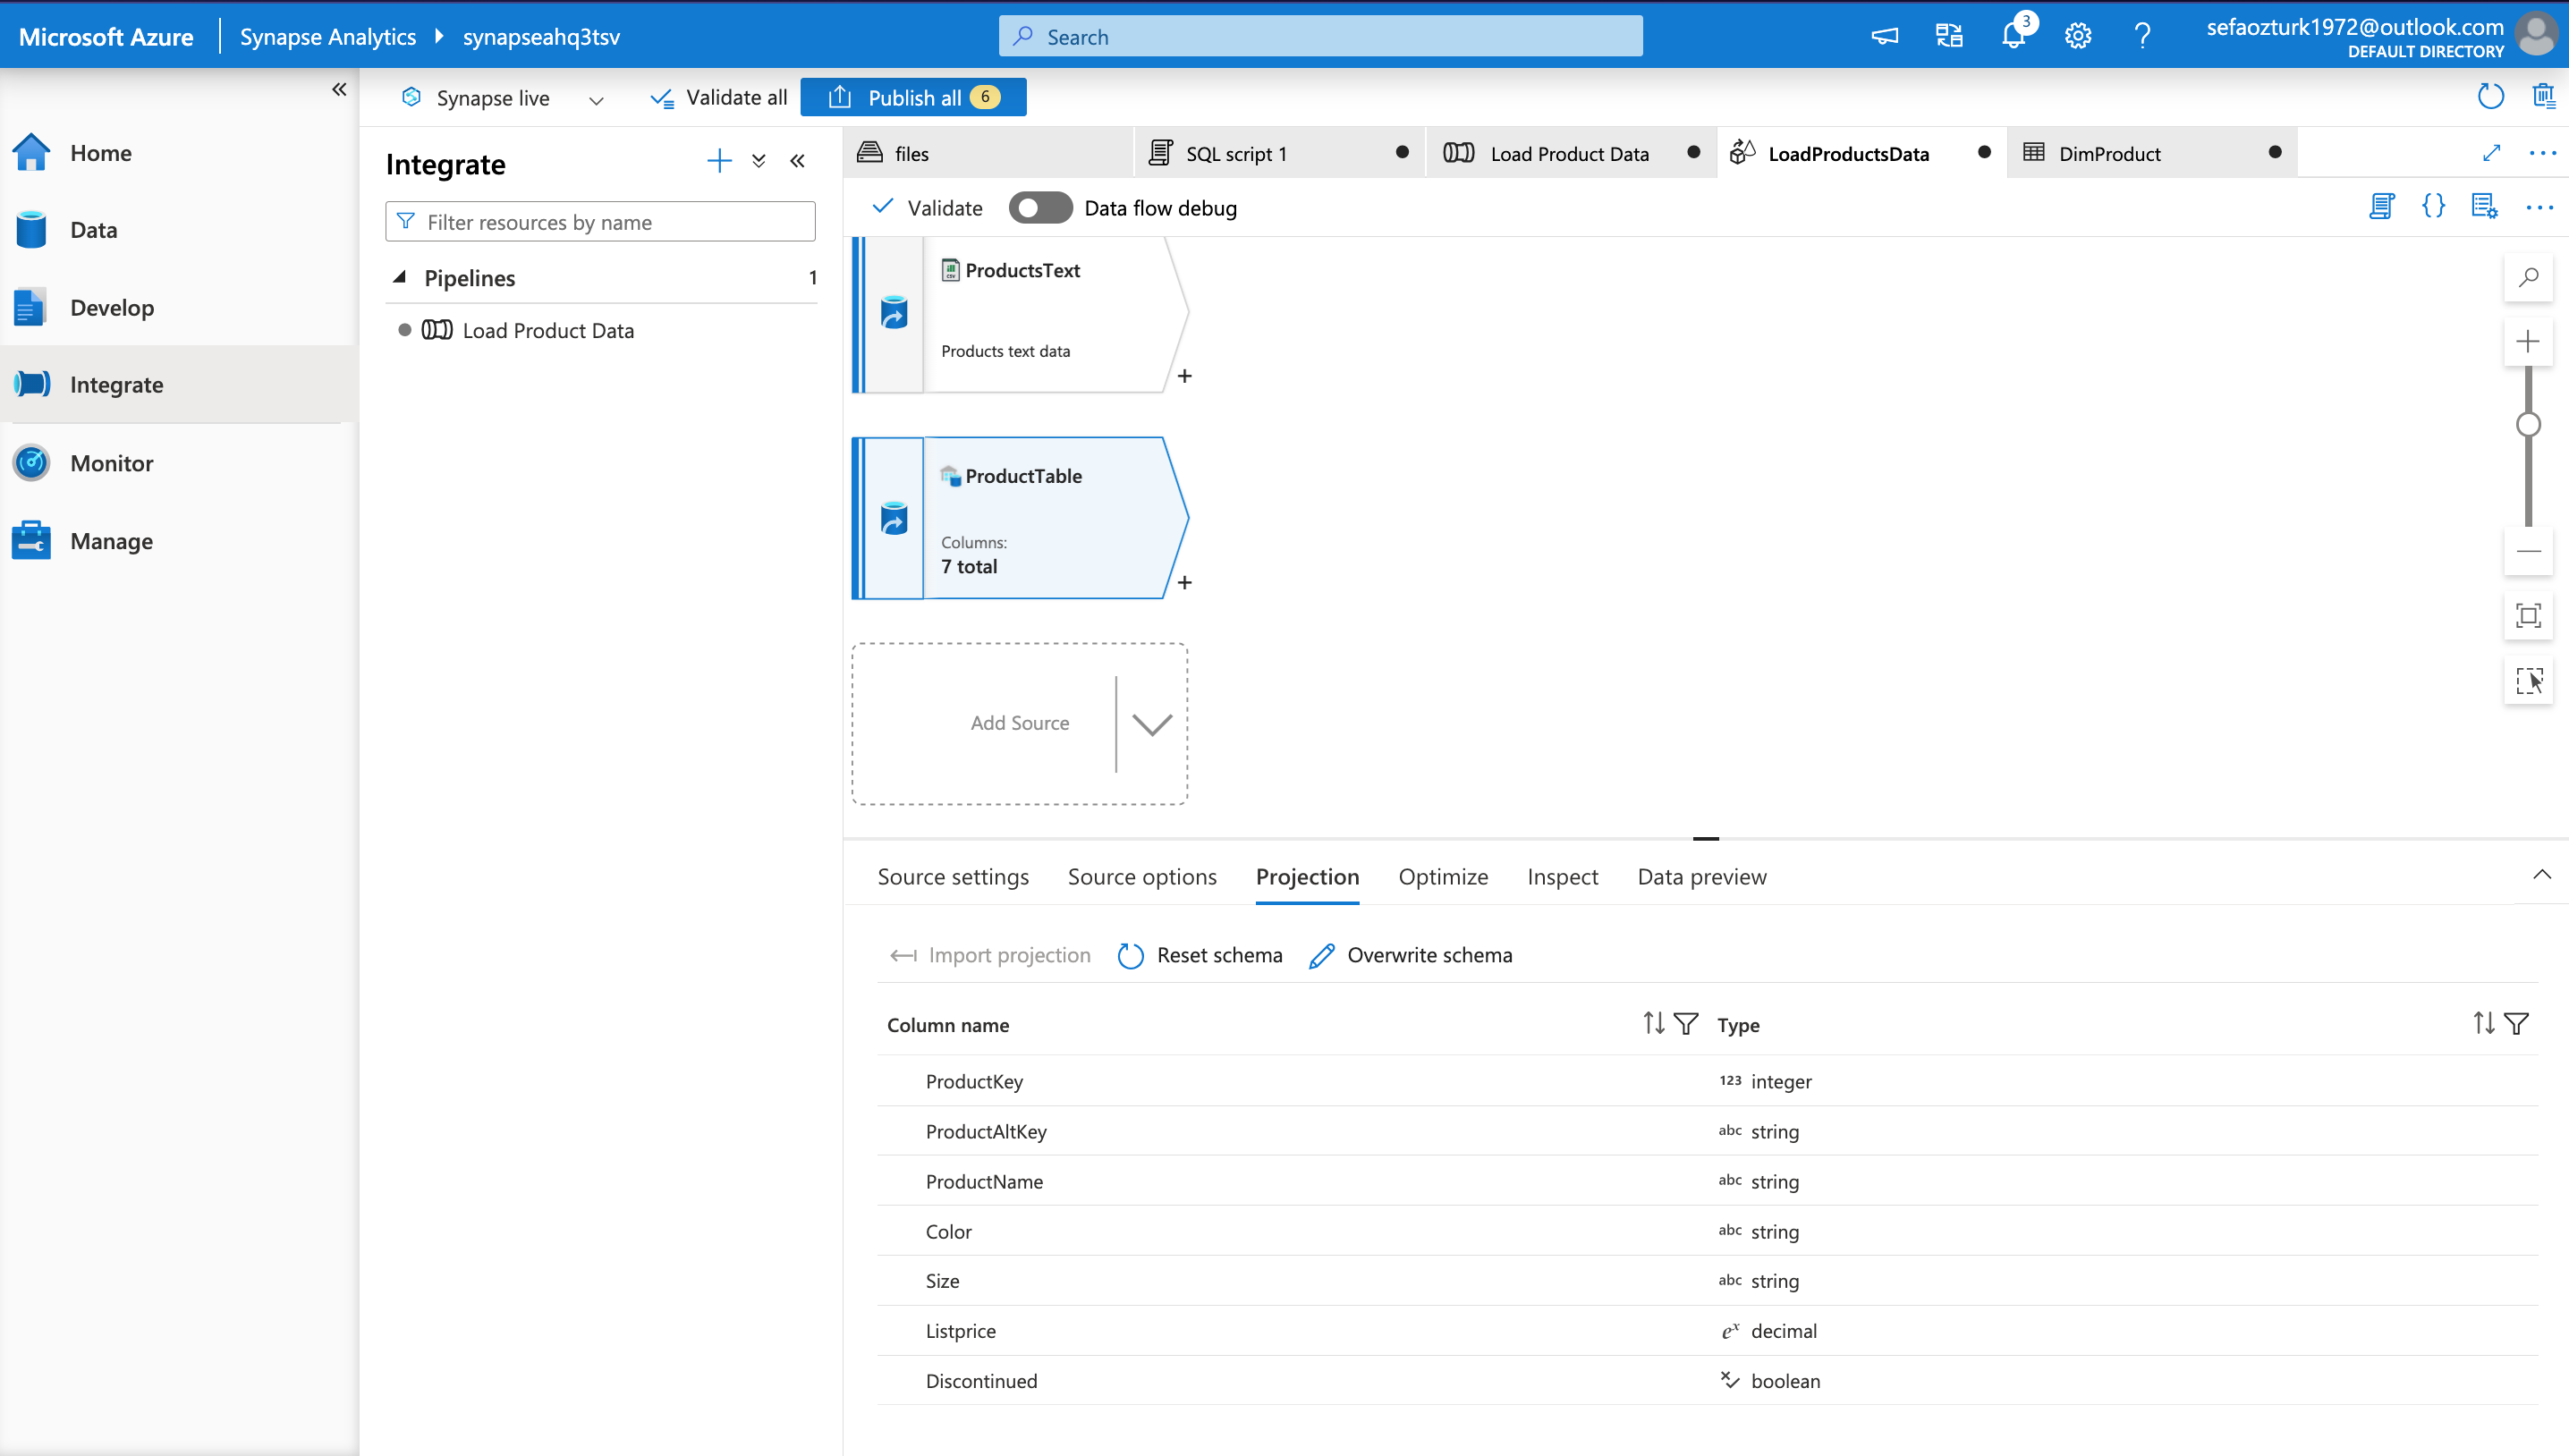 Microsoft Azure | Synapse Analytics synapseahq3tsv
Search
3
sefaozturk1972@outlook.com
DEFAULT DIRECTORY
Synapse live
Validate all
Publish all 6
Home
Data
Develop
Integrate
Monitor
Manage
Integrate
Filter resources by name
Pipelines 1
Load Product Data
files
SQL script 1
Load Product Data
LoadProductsData
DimProduct
Validate
Data flow debug
ProductsText
Products text data
ProductTable
Columns:
7 total
Add Source
Source settings
Source options
Projection
Optimize
Inspect
Data preview
Import projection
Reset schema
Overwrite schema
Column name Type
ProductKey 123 integer
ProductAltKey abc string
ProductName abc string
Color abc string
Size abc string
Listprice eˣ decimal
Discontinued boolean